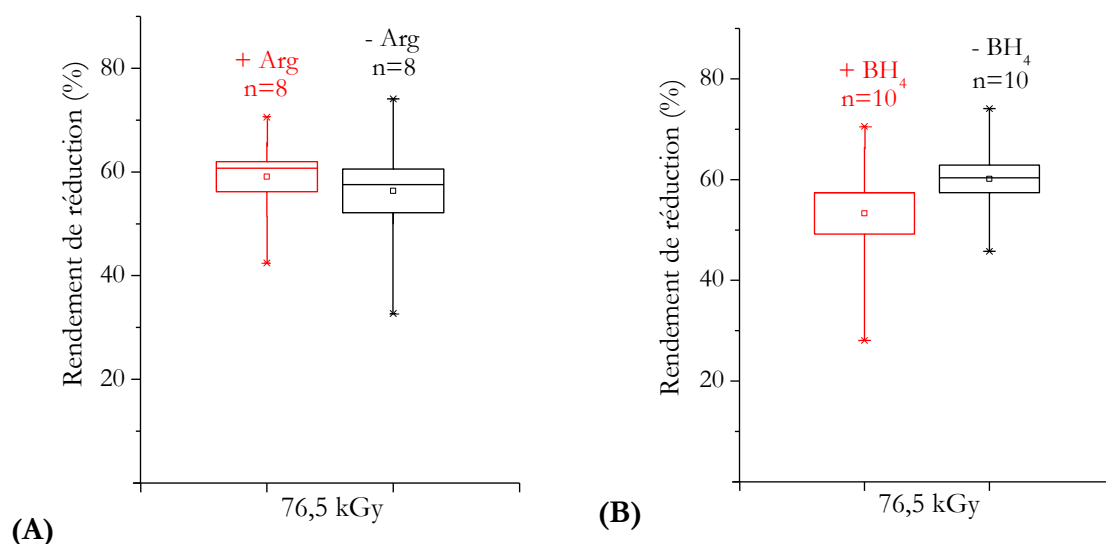 Rendement de réduction (%)
80
60
40
20
+ Arg
n=8
- Arg
n=8
76,5 kGy
(A)
Rendement de réduction (%)
80
60
40
20
+ BH₄
n=10
- BH₄
n=10
76,5 kGy
(B)